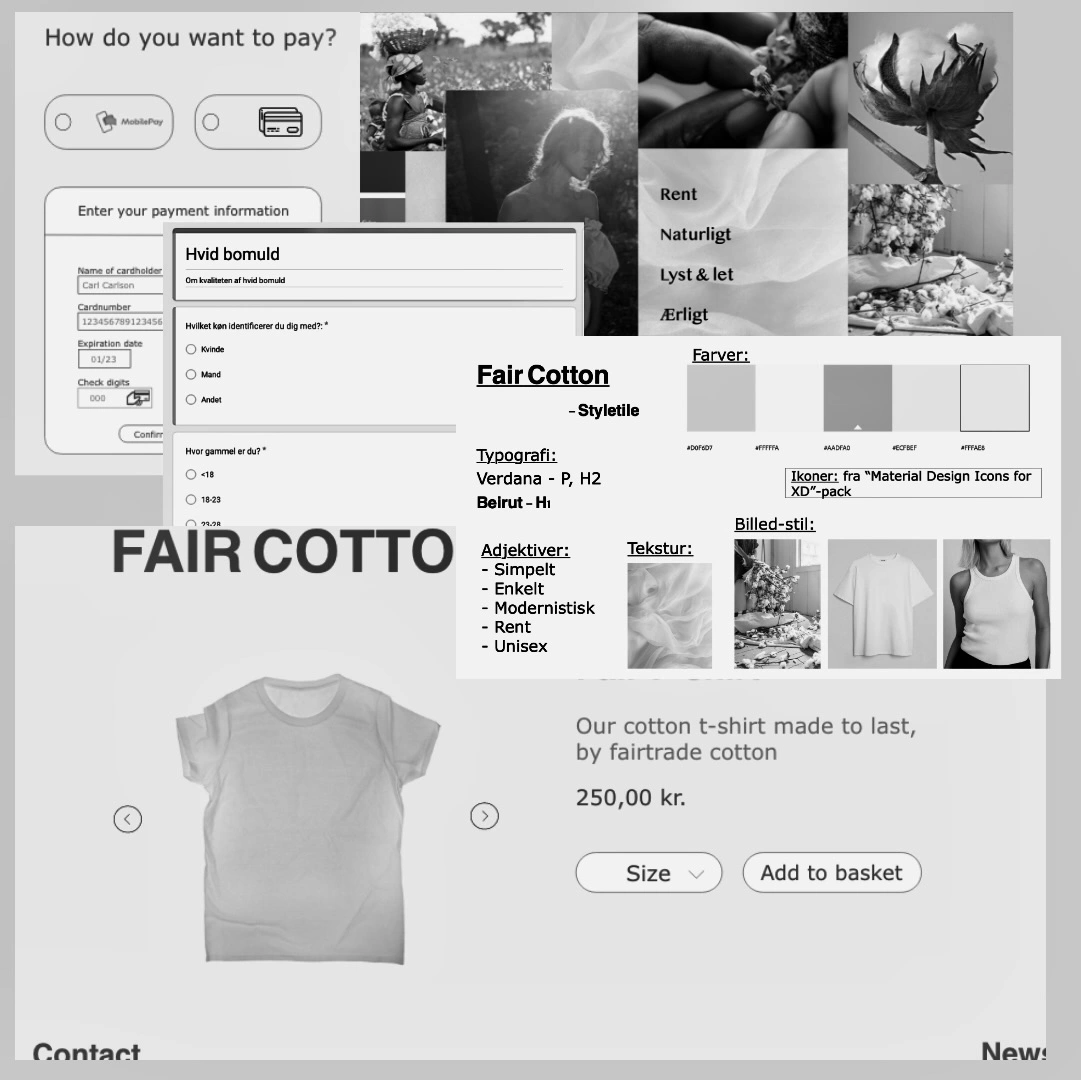 How do you want to pay?
MobilePay
Enter your payment information
Name of cardholder
Carl Carlson
Cardnumber
123456789123456
Expiration date
01/23
Check digits
000
Confirm
Rent
Naturligt
Lyst & let
Ærligt
Hvid bomuld
Om kvaliteten af hvid bomuld
Hvilket køn identificerer du dig med?: *
Kvinde
Mand
Andet
Hvor gammel er du? *
<18
18-23
23-28
Fair Cotton
- Styletile
Typografi:
Verdana - P, H2
Beirut - H1
Adjektiver:
- Simpelt
- Enkelt
- Modernistisk
- Rent
- Unisex
Tekstur:
Farver:
#D0F6D7 #FFFFFA #AADFA0 #ECFBEF #FFFAE8
Ikoner: fra “Material Design Icons for
XD”-pack
Billed-stil:
FAIR COTTO
Our cotton t-shirt made to last,
by fairtrade cotton
250,00 kr.
Size
Add to basket
Contact
News